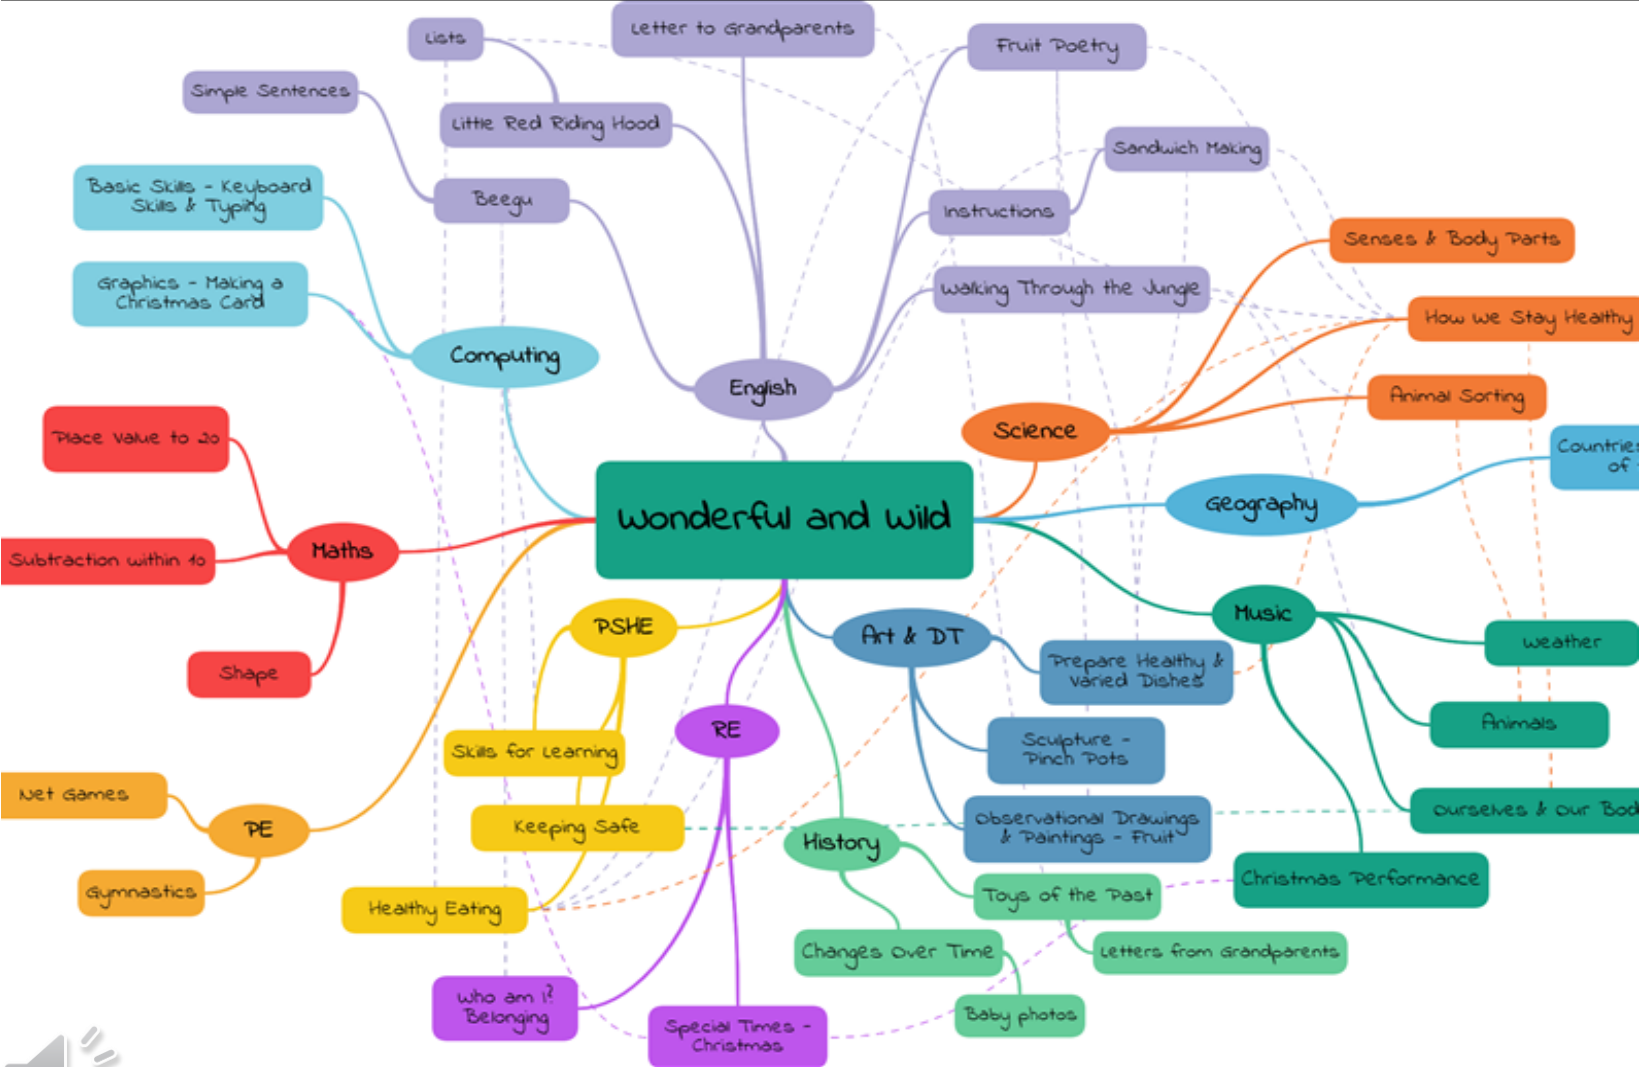 Lists
Letter to Grandparents
Fruit Poetry
Simple Sentences
Little Red Riding Hood
Sandwich Making
Basic Skills - Keyboard
Skills & Typing
Beegu
Instructions
Senses & Body Parts
Graphics - Making a
Christmas Card
Walking Through the Jungle
How We Stay Healthy
Computing
English
Science
Animal Sorting
Place Value to 20
Countries
of
Wonderful and Wild
Geography
Maths
Subtraction within 10
Shape
PSHE
Art & DT
Music
Weather
Prepare Healthy &
Varied Dishes
Skills for Learning
RE
Sculpture -
Pinch Pots
Animals
Net Games
PE
Keeping Safe
History
Observational Drawings
& Paintings - Fruit
Ourselves & Our Bod
Gymnastics
Healthy Eating
Toys of the Past
Christmas Performance
Changes Over Time
Letters from Grandparents
Who am I?
Belonging
Special Times -
Christmas
Baby photos